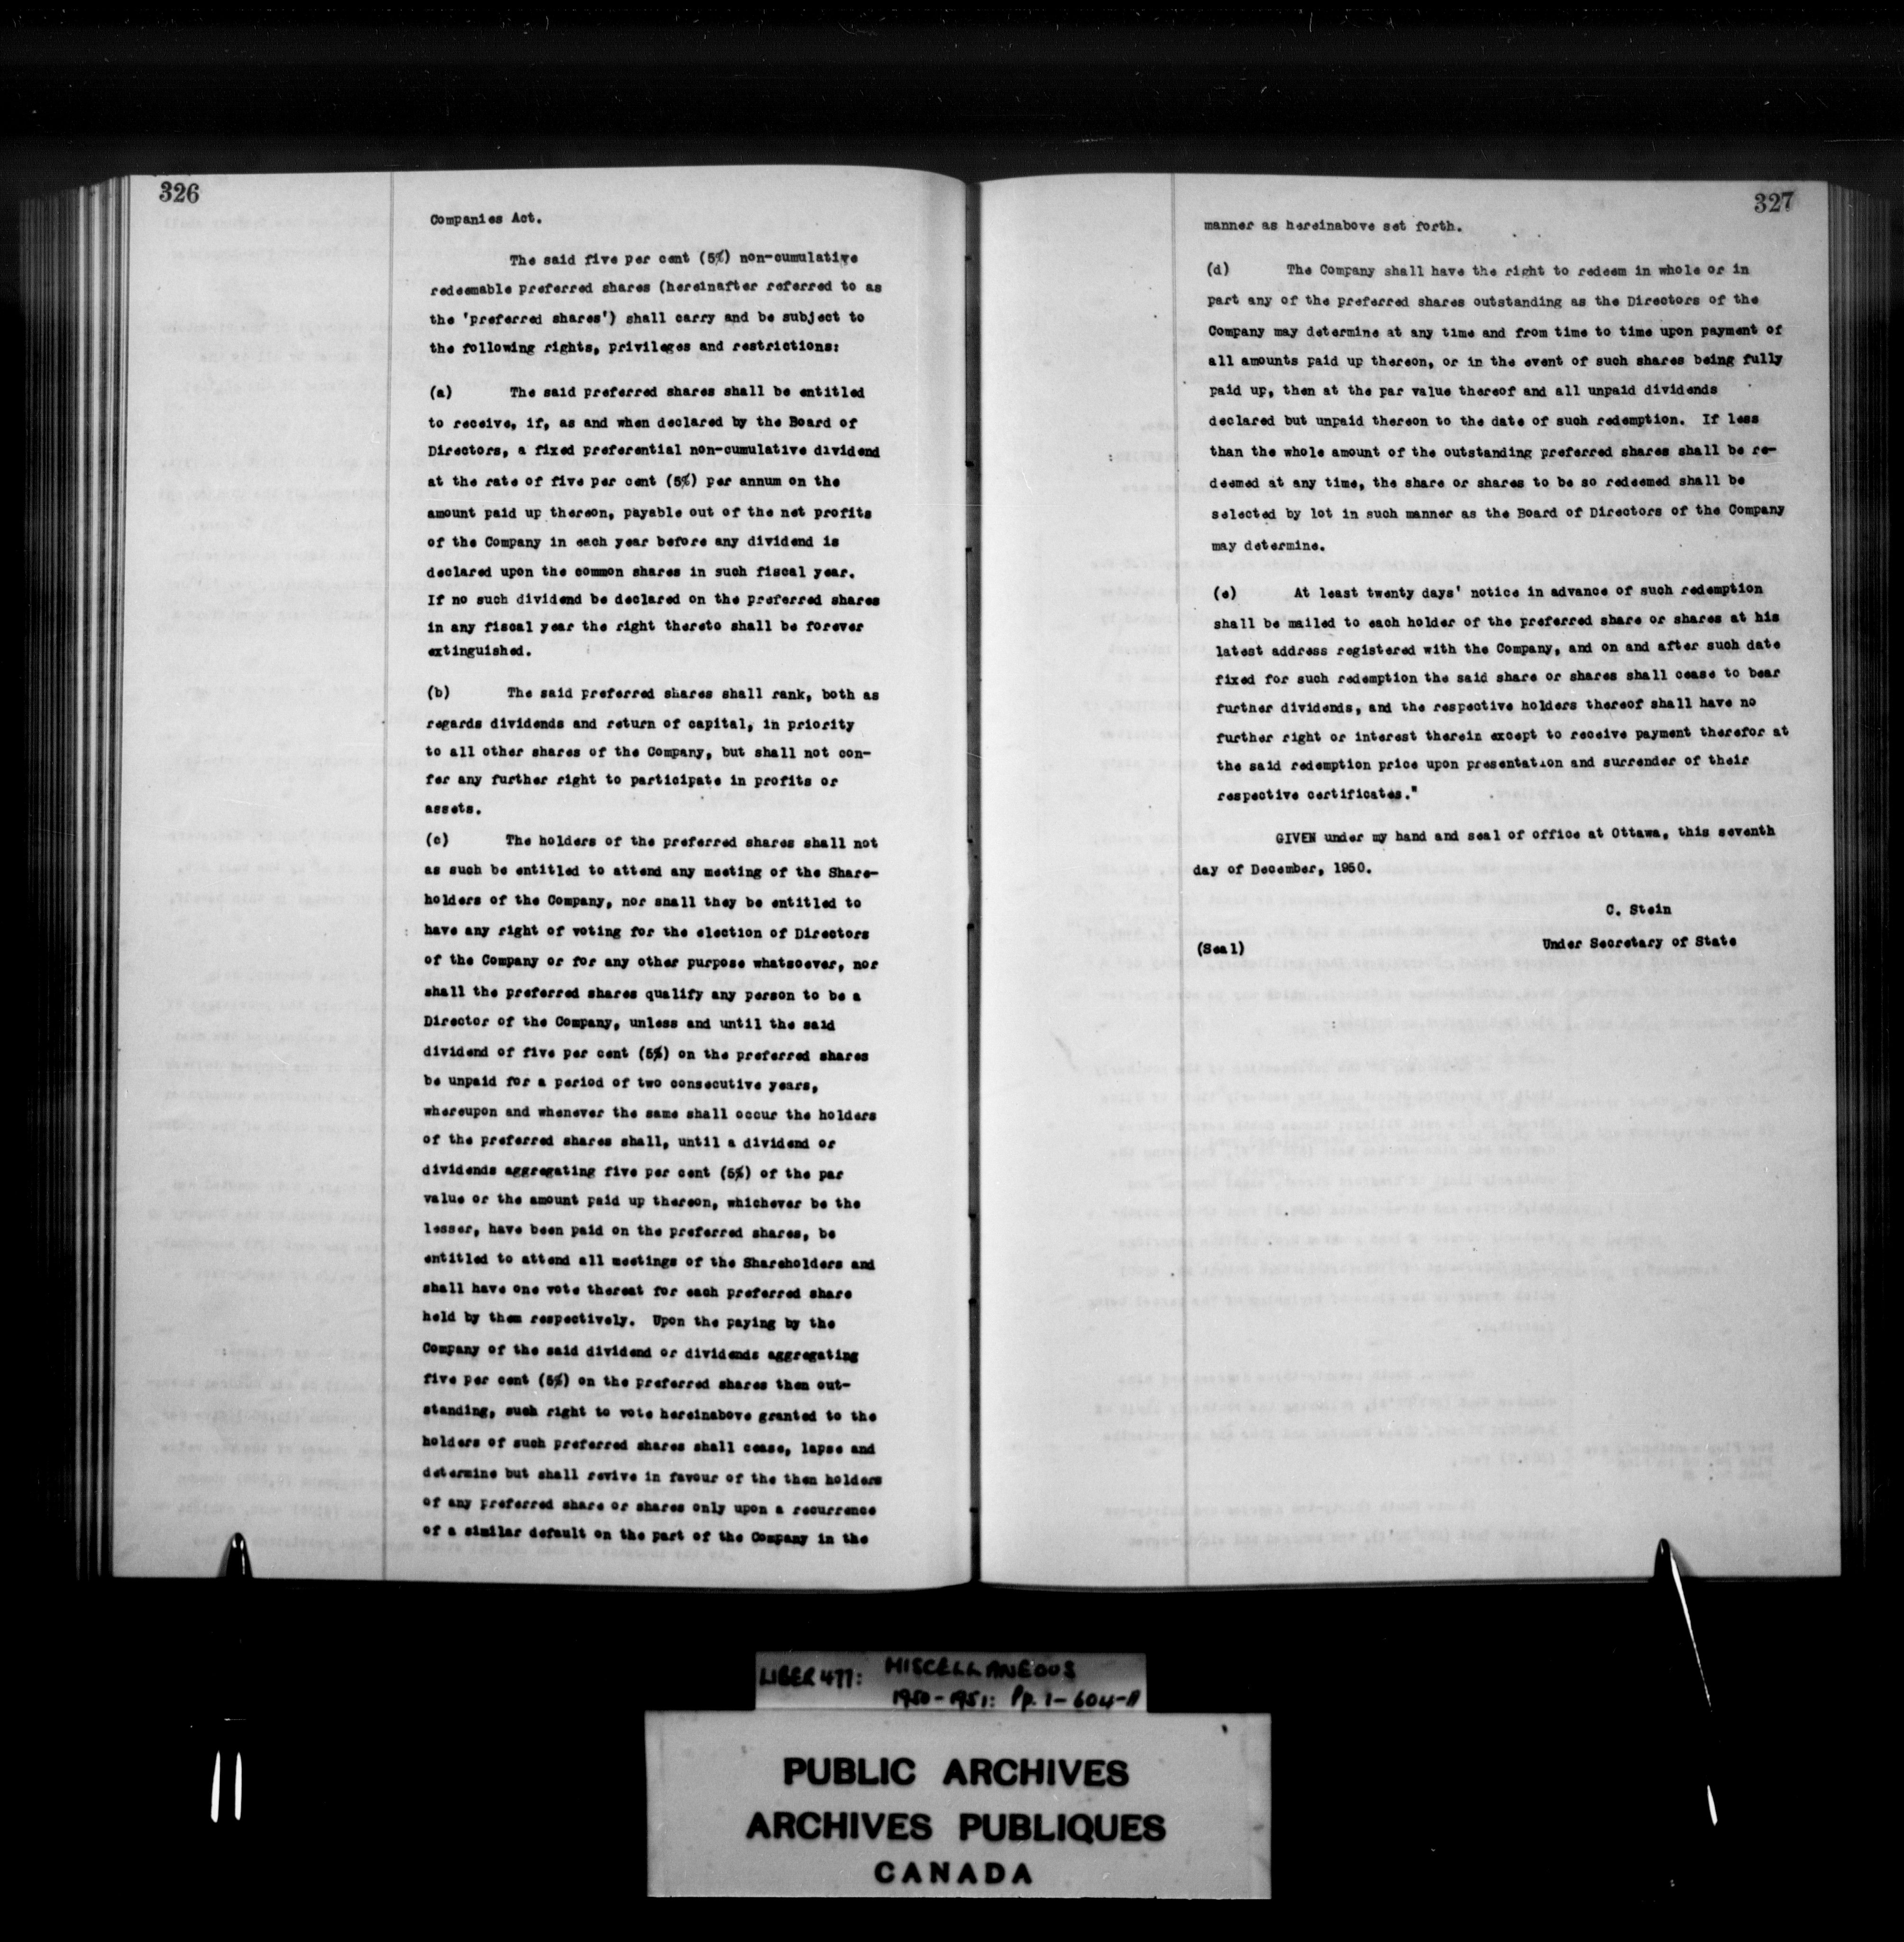 326
Companies Act.
The said five per cent (5%) non-cumulative
redeemable preferred shares (hereinafter referred to as
the 'preferred shares') shall carry and be subject to
the following rights, privileges and restrictions:
(a) The said preferred shares shall be entitled
to receive, if, as and when declared by the Board of
Directors, a fixed preferential non-cumulative dividend
at the rate of five per cent (5%) per annum on the
amount paid up thereon, payable out of the net profits
of the Company in each year before any dividend is
declared upon the common shares in such fiscal year.
If no such dividend be declared on the preferred shares
in any fiscal year the right thereto shall be forever
extinguished.
(b) The said preferred shares shall rank, both as
regards dividends and return of capital, in priority
to all other shares of the Company, but shall not con-
fer any further right to participate in profits or
assets.
(c) The holders of the preferred shares shall not
as such be entitled to attend any meeting of the Share-
holders of the Company, nor shall they be entitled to
have any right of voting for the election of Directors
of the Company or for any other purpose whatsoever, nor
shall the preferred shares qualify any person to be a
Director of the Company, unless and until the said
dividend of five per cent (5%) on the preferred shares
be unpaid for a period of two consecutive years,
whereupon and whenever the same shall occur the holders
of the preferred shares shall, until a dividend or
dividends aggregating five per cent (5%) of the par
value or the amount paid up thereon, whichever be the
lesser, have been paid on the preferred shares, be
entitled to attend all meetings of the Shareholders and
shall have one vote thereat for each preferred share
held by them respectively. Upon the paying by the
Company of the said dividend or dividends aggregating
five per cent (5%) on the preferred shares then out-
standing, such right to vote hereinabove granted to the
holders of such preferred shares shall cease, lapse and
determine but shall revive in favour of the then holders
of any preferred share or shares only upon a recurrence
of a similar default on the part of the Company in the
327
manner as hereinabove set forth.
(d) The Company shall have the right to redeem in whole or in
part any of the preferred shares outstanding as the Directors of the
Company may determine at any time and from time to time upon payment of
all amounts paid up thereon, or in the event of such shares being fully
paid up, then at the par value thereof and all unpaid dividends
declared but unpaid thereon to the date of such redemption. If less
than the whole amount of the outstanding preferred shares shall be re-
deemed at any time, the share or shares to be so redeemed shall be
selected by lot in such manner as the Board of Directors of the Company
may determine.
(e) At least twenty days' notice in advance of such redemption
shall be mailed to each holder of the preferred share or shares at his
latest address registered with the Company, and on and after such date
fixed for such redemption the said share or shares shall cease to bear
further dividends, and the respective holders thereof shall have no
further right or interest therein except to receive payment therefor at
the said redemption price upon presentation and surrender of their
respective certificates."
GIVEN under my hand and seal of office at Ottawa, this seventh
day of December, 1950.
C. Stein
(Seal) Under Secretary of State
LIBER 477: MISCELLANEOUS
1950-1951: Pp. 1-604-A
PUBLIC ARCHIVES
ARCHIVES PUBLIQUES
CANADA